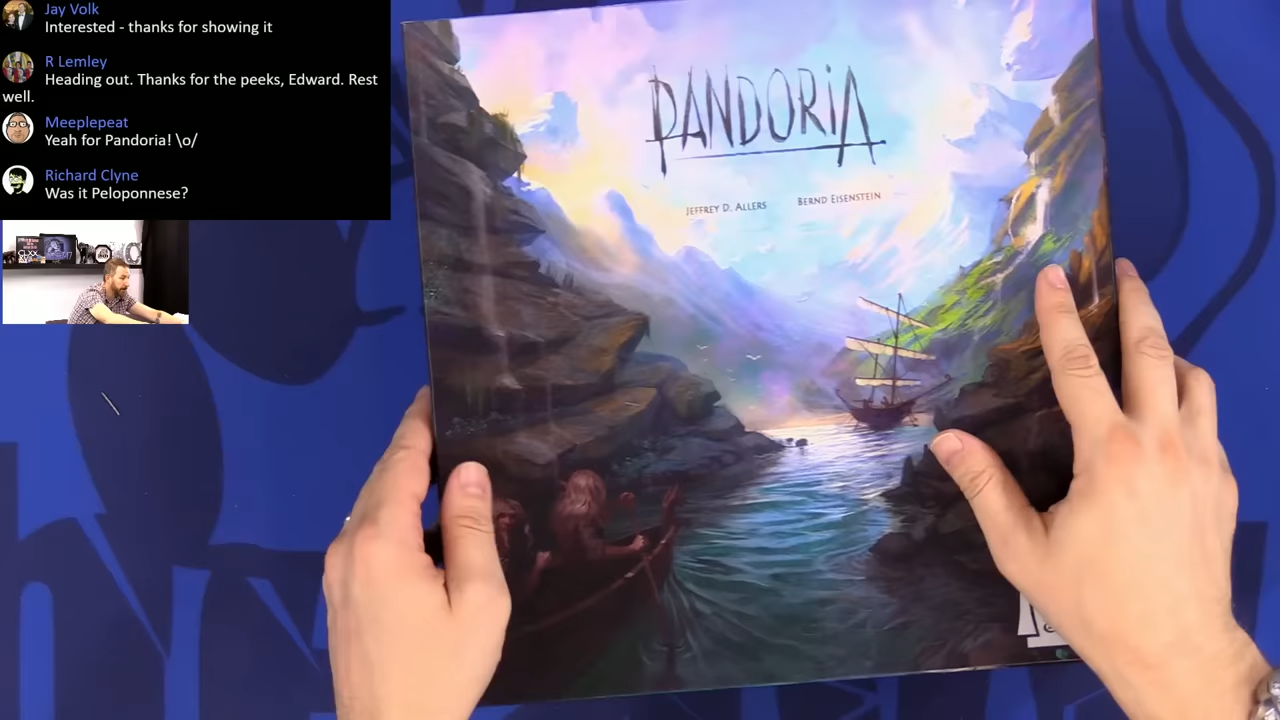 Jay Volk
Interested - thanks for showing it
R Lemley
Heading out. Thanks for the peeks, Edward. Rest
well.
Meeplepeat
Yeah for Pandoria! \o/
Richard Clyne
Was it Peloponnese?
PANDORiA
JEFFREY D. ALLERS BERND EISENSTEIN